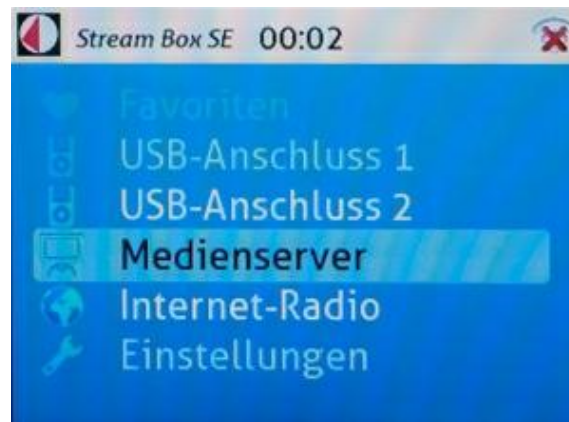 Stream Box SE 00:02
Favoriten
USB-Anschluss 1
USB-Anschluss 2
Medienserver
Internet-Radio
Einstellungen